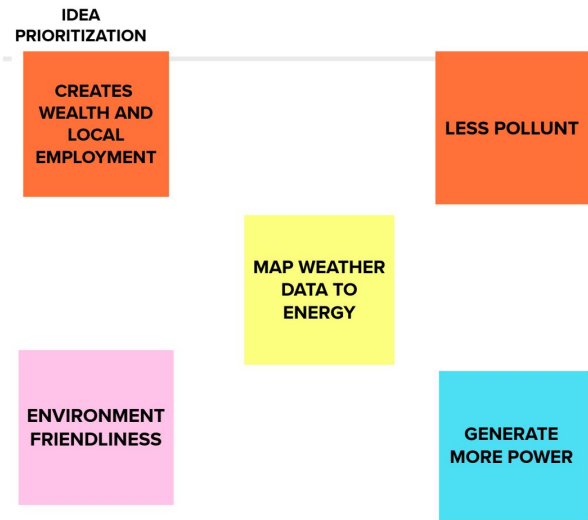 IDEA
PRIORITIZATION
CREATES
WEALTH AND
LOCAL
EMPLOYMENT
LESS POLLUNT
MAP WEATHER
DATA TO
ENERGY
ENVIRONMENT
FRIENDLINESS
GENERATE
MORE POWER